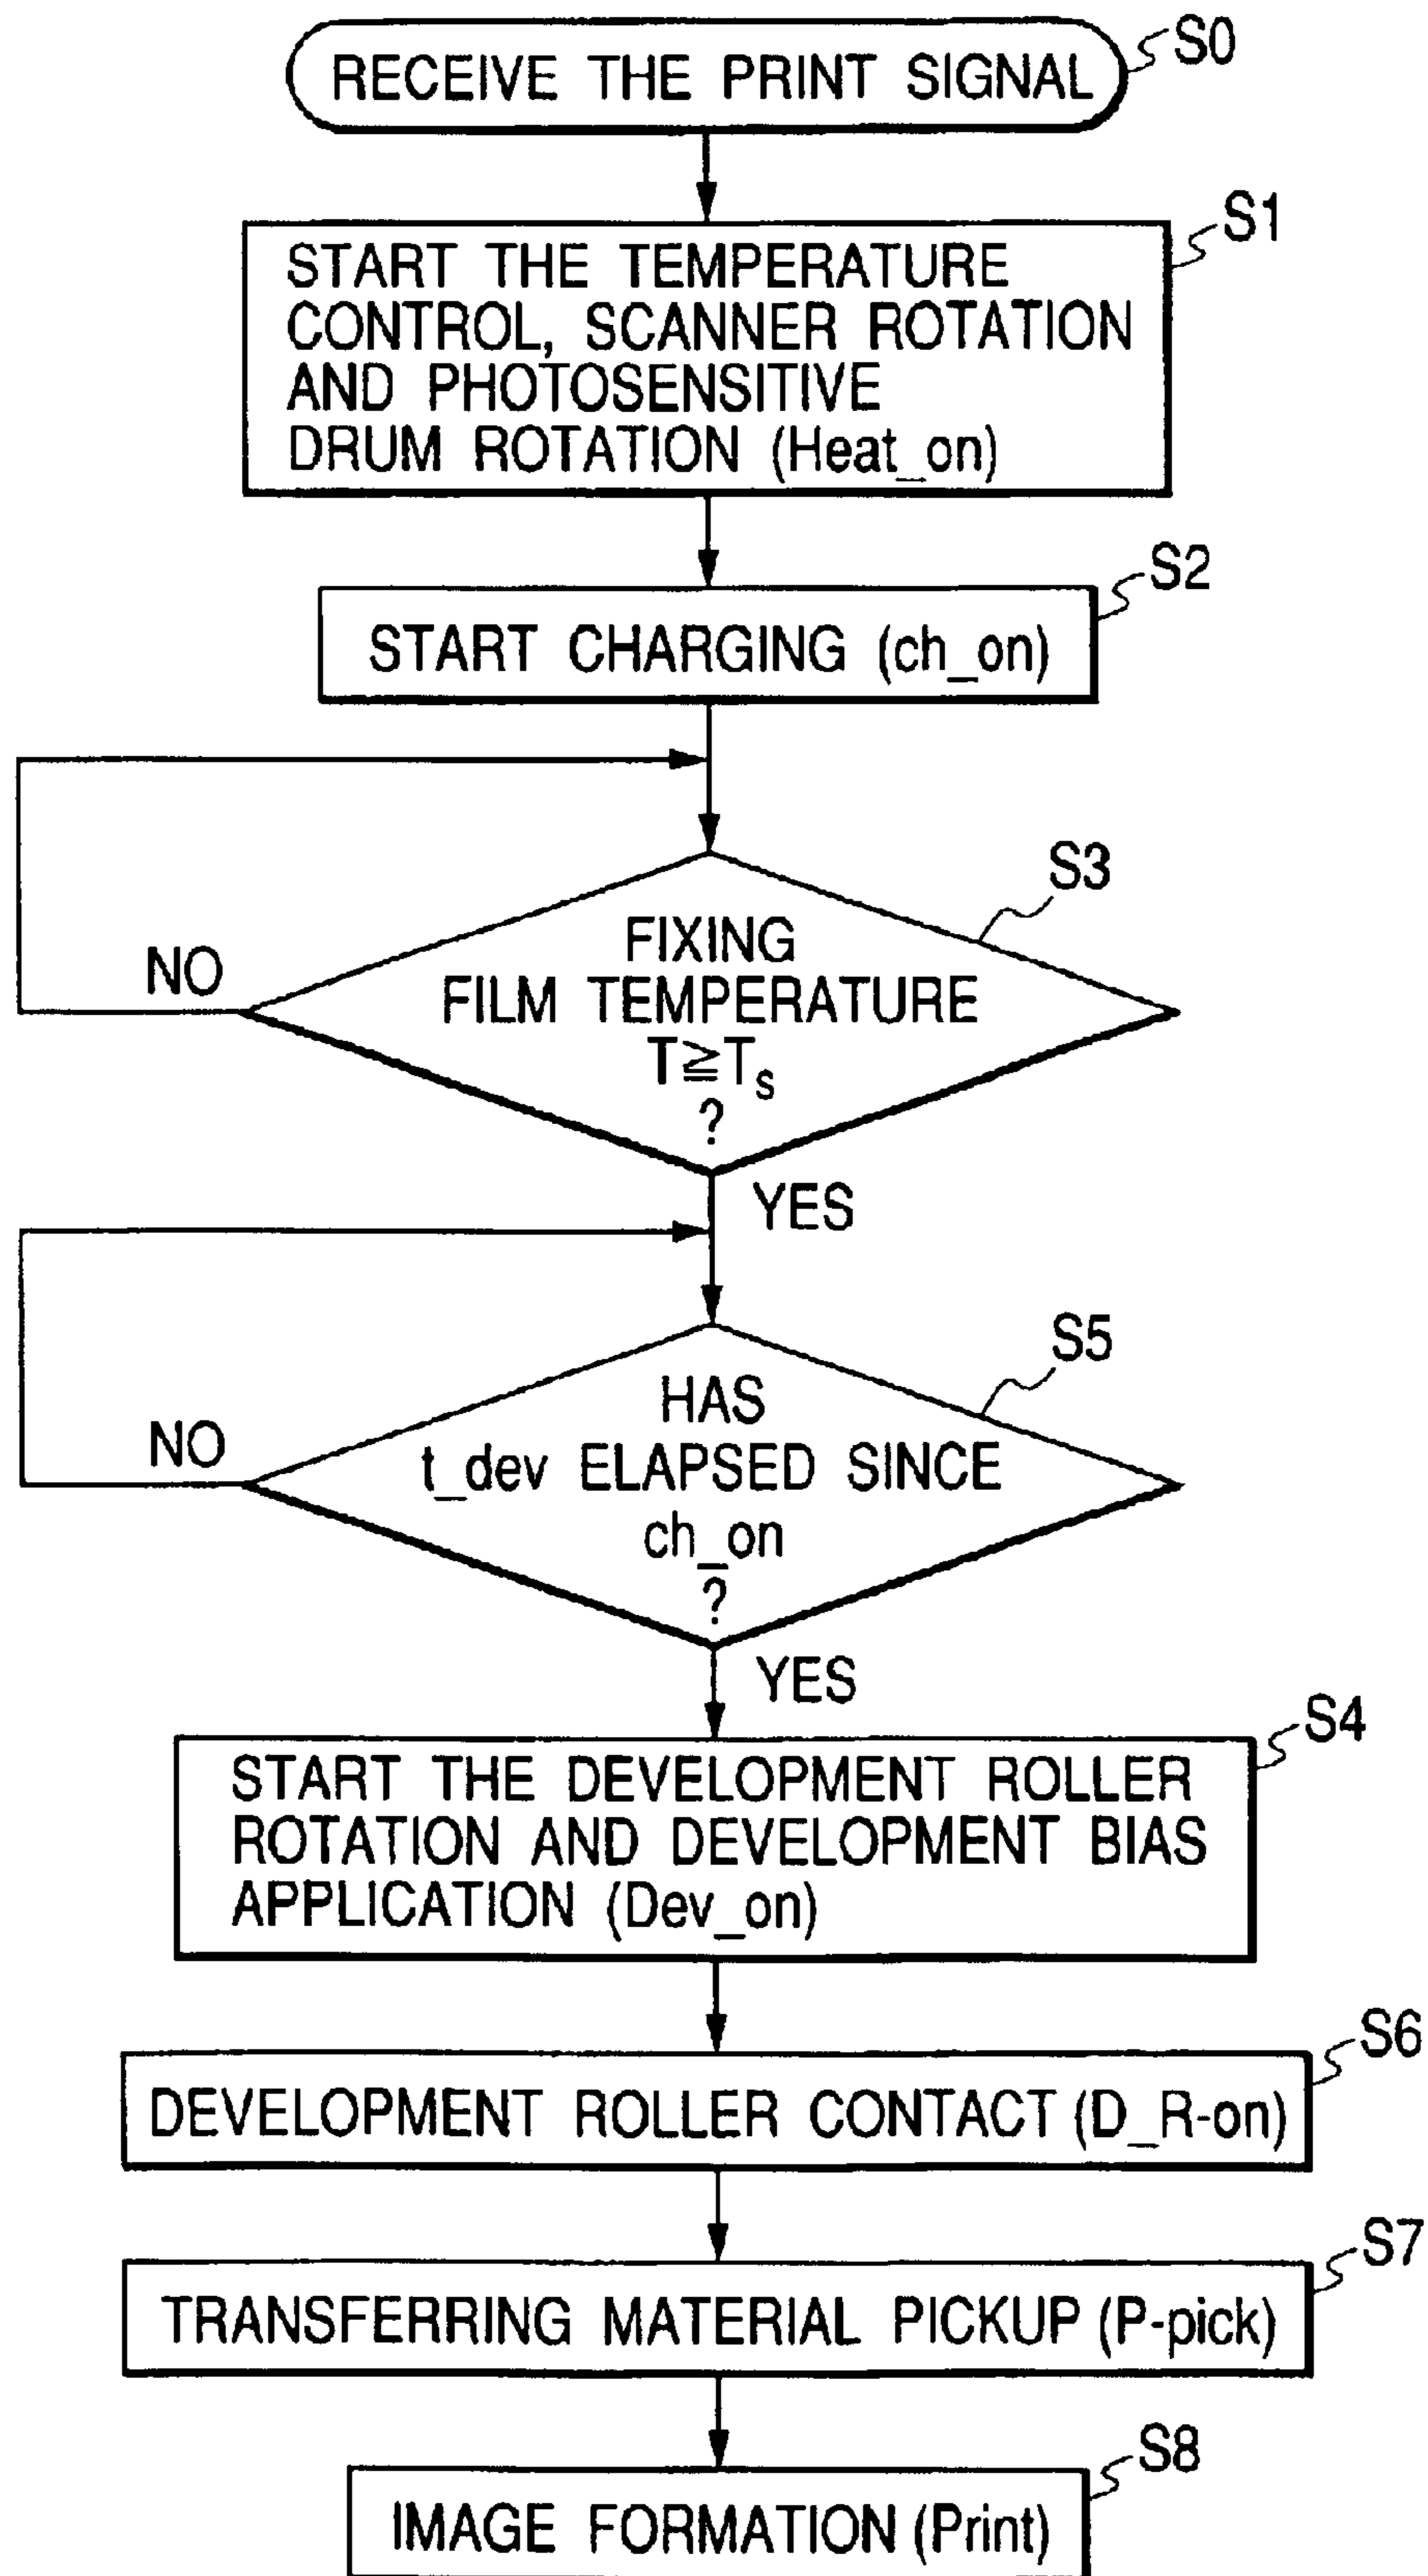 RECEIVE THE PRINT SIGNAL
S0
START THE TEMPERATURE
CONTROL, SCANNER ROTATION
AND PHOTOSENSITIVE
DRUM ROTATION (Heat_on)
S1
START CHARGING (ch_on)
S2
FIXING
FILM TEMPERATURE
T≧Ts
?
S3
NO
YES
HAS
t_dev ELAPSED SINCE
ch_on
?
S5
NO
YES
START THE DEVELOPMENT ROLLER
ROTATION AND DEVELOPMENT BIAS
APPLICATION (Dev_on)
S4
DEVELOPMENT ROLLER CONTACT (D_R-on)
S6
TRANSFERRING MATERIAL PICKUP (P-pick)
S7
IMAGE FORMATION (Print)
S8